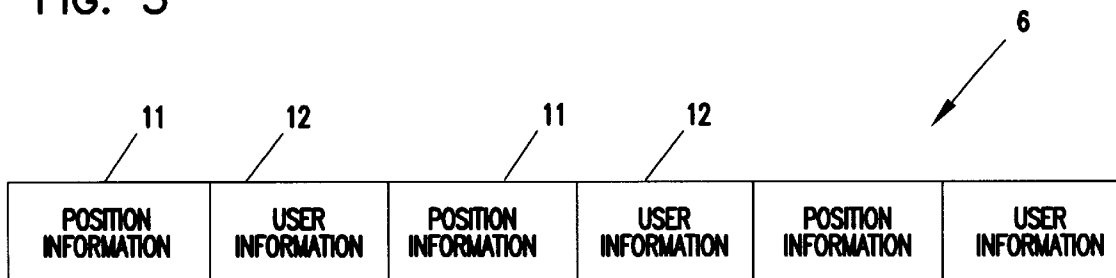 FIG. 3
6
11 12 11 12
POSITION INFORMATION USER INFORMATION POSITION INFORMATION USER INFORMATION POSITION INFORMATION USER INFORMATION